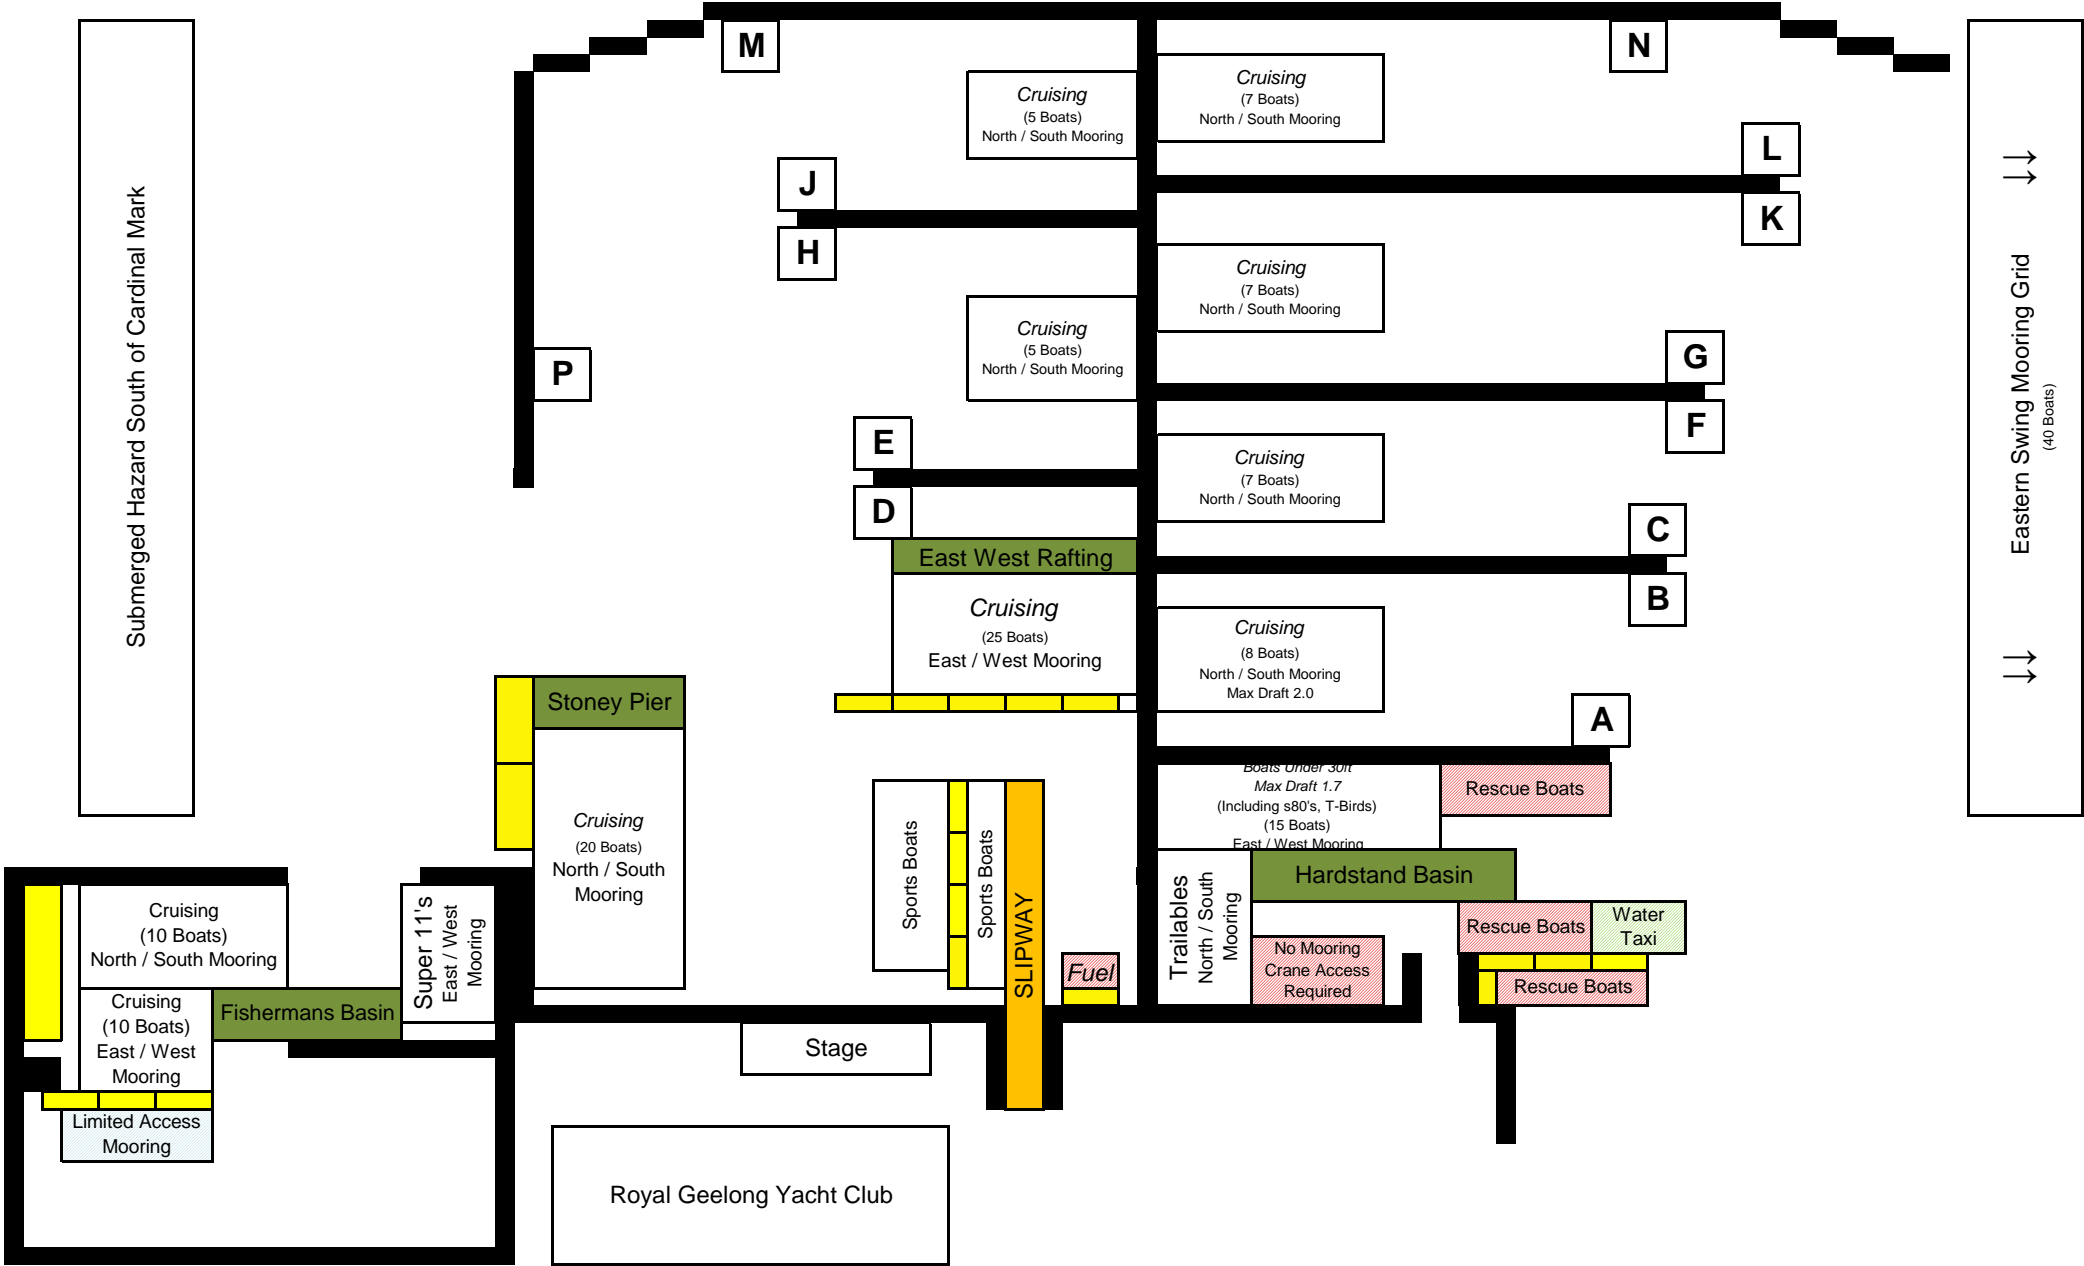 M
N
Cruising
(7 Boats)
North / South Mooring
Cruising
(5 Boats)
North / South Mooring
L
J
K
H
Submerged Hazard South of Cardinal Mark
→
→
Eastern Swing Mooring Grid
(40 Boats)
→
→
Cruising
(7 Boats)
North / South Mooring
Cruising
(5 Boats)
North / South Mooring
P
G
F
E
D
Cruising
(7 Boats)
North / South Mooring
C
B
East West Rafting
Cruising
(25 Boats)
East / West Mooring
Cruising
(8 Boats)
North / South Mooring
Max Draft 2.0
A
Stoney Pier
Cruising
(20 Boats)
North / South
Mooring
Sports Boats
Sports Boats
SLIPWAY
Fuel
Boats Under 30ft
Max Draft 1.7
(Including s80's, T-Birds)
(15 Boats)
East / West Mooring
Rescue Boats
Hardstand Basin
Trailables
North / South
Mooring
No Mooring
Crane Access
Required
Rescue Boats
Water
Taxi
Rescue Boats
Cruising
(10 Boats)
North / South Mooring
Super 11's
East / West
Mooring
Cruising
(10 Boats)
East / West
Mooring
Fishermans Basin
Limited Access
Mooring
Stage
Royal Geelong Yacht Club